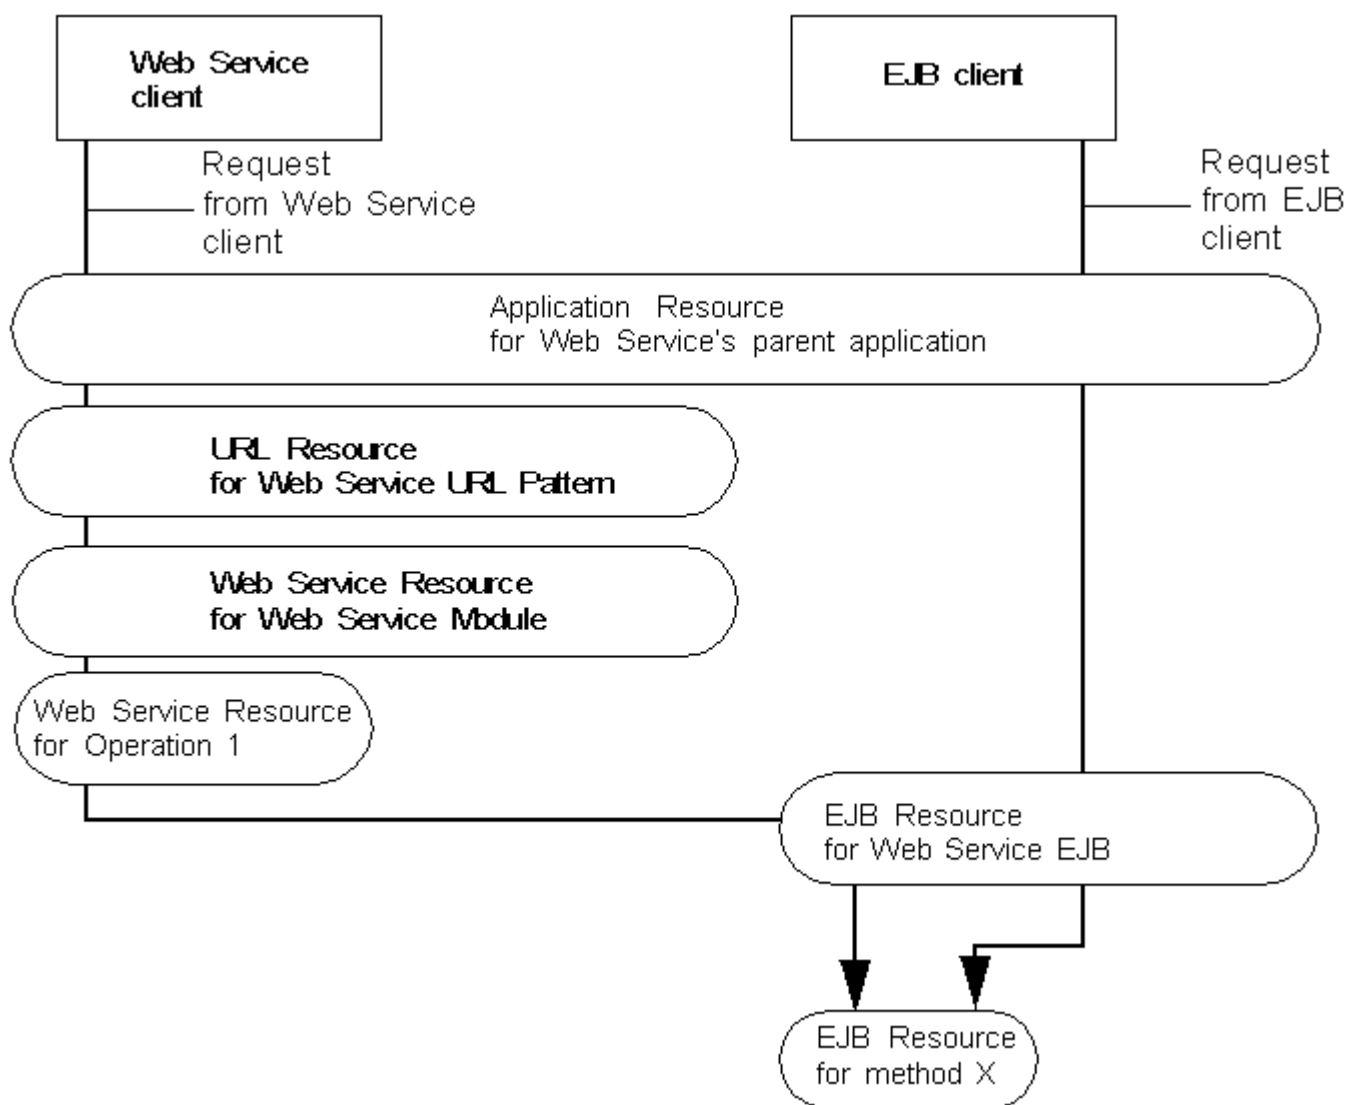 Web Service
client
EJB client
Request
from Web Service
client
Request
from EJB
client
Application Resource
for Web Service's parent application
URL Resource
for Web Service URL Pattern
Web Service Resource
for Web Service Module
Web Service Resource
for Operation 1
EJB Resource
for Web Service EJB
EJB Resource
for method X